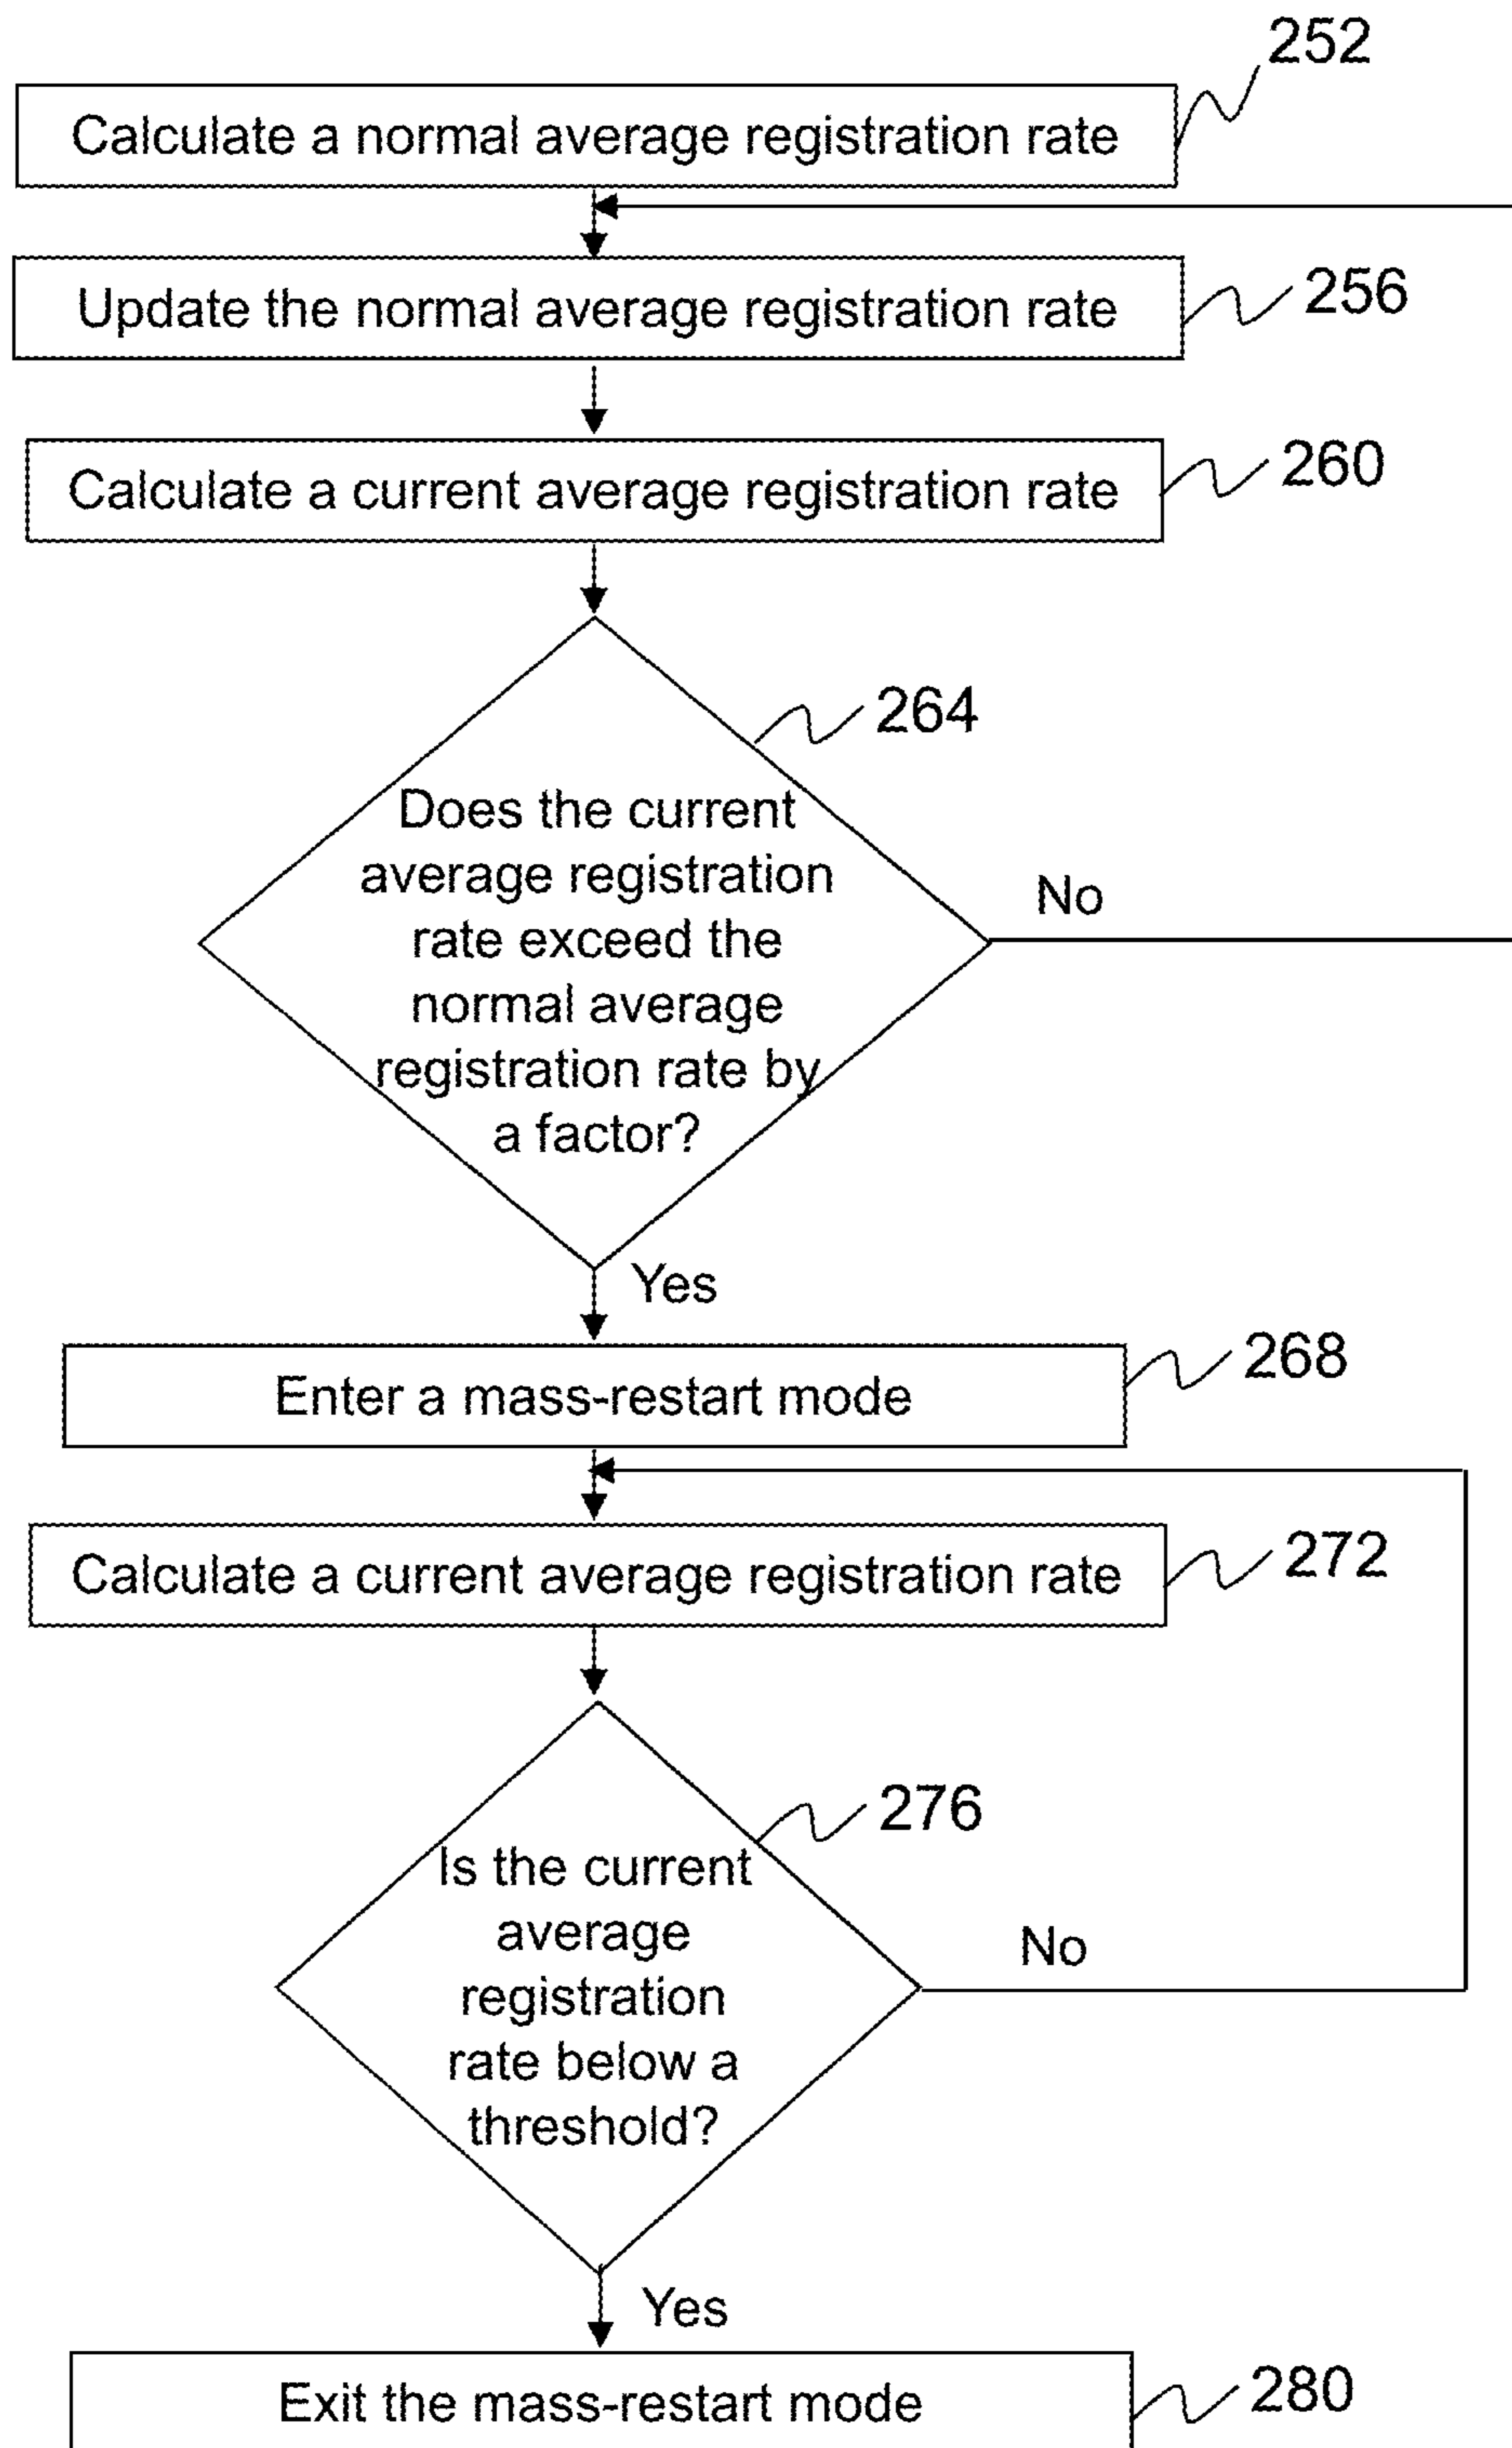 252
Calculate a normal average registration rate
Update the normal average registration rate
256
Calculate a current average registration rate
260
264
Does the current
average registration
rate exceed the
normal average
registration rate by
a factor?
No
Yes
Enter a mass-restart mode
268
Calculate a current average registration rate
272
276
Is the current
average
registration
rate below a
threshold?
No
Yes
Exit the mass-restart mode
280